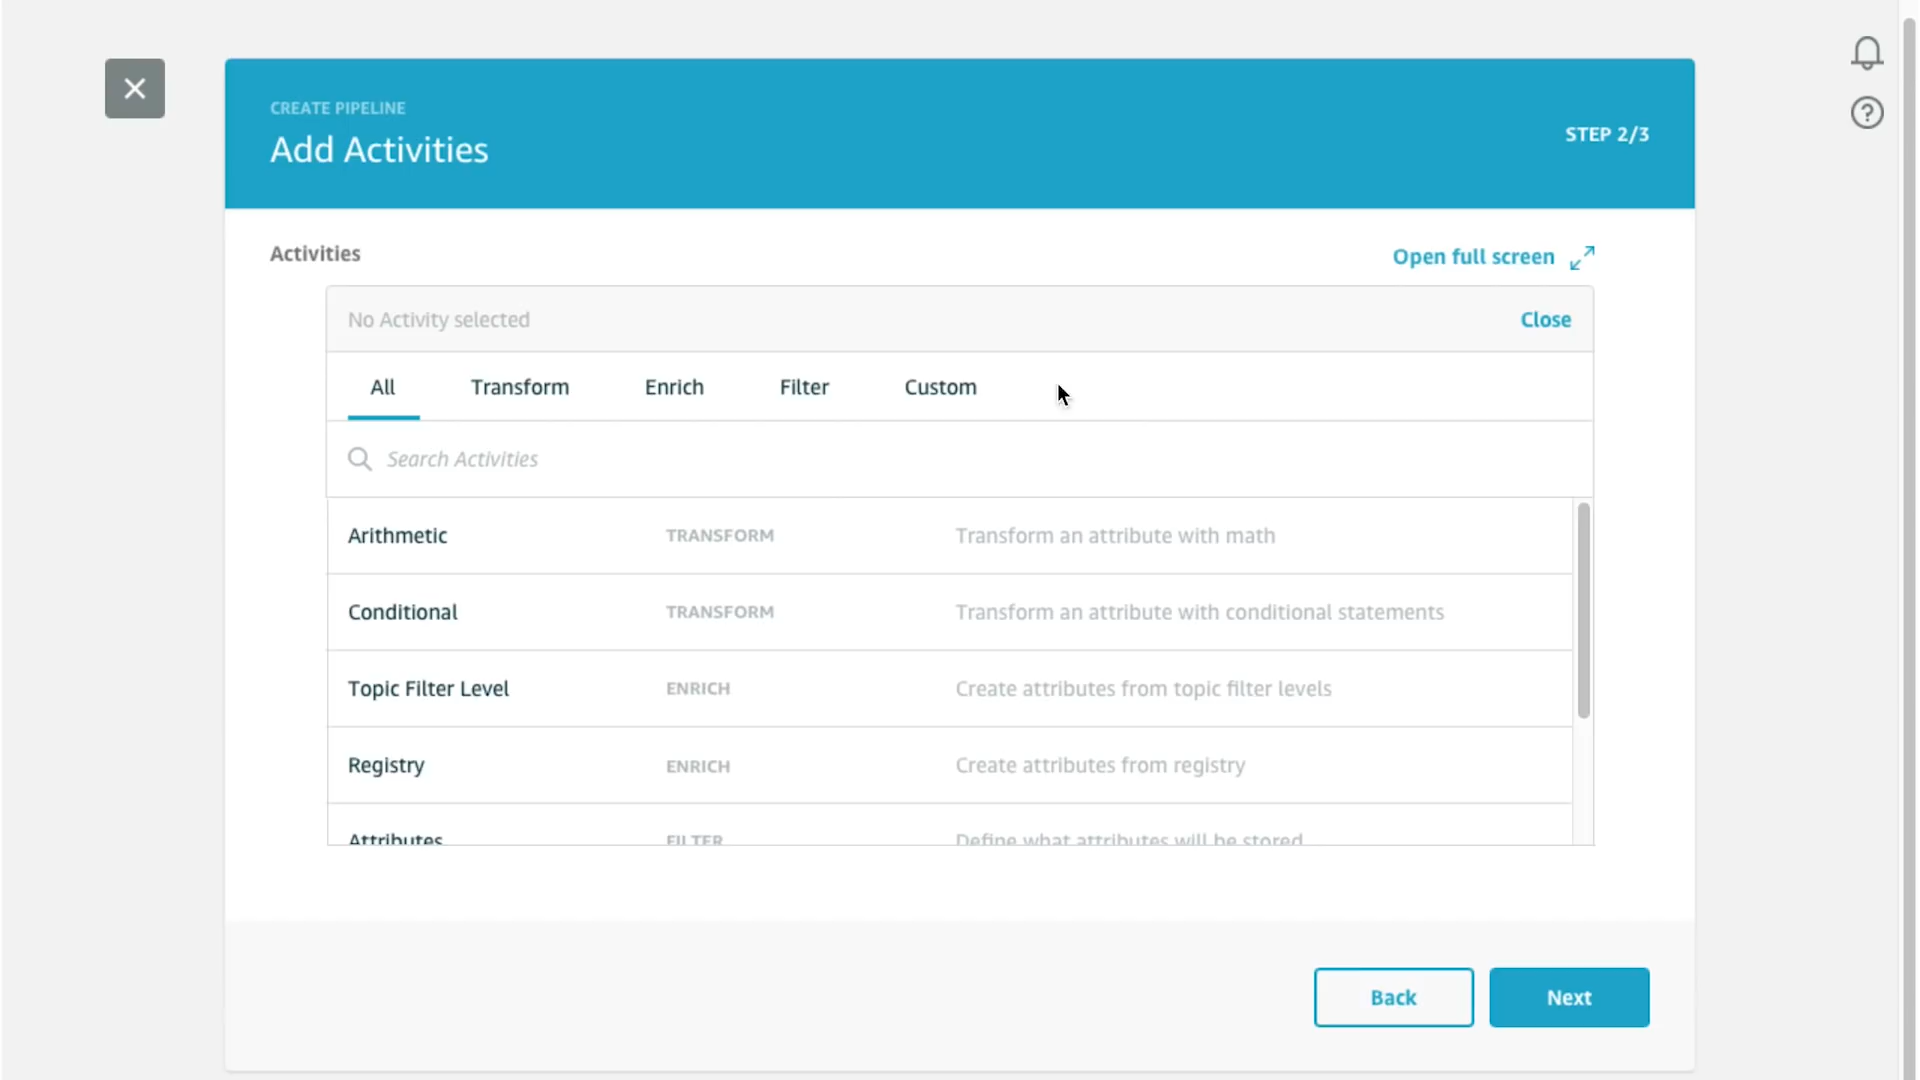 CREATE PIPELINE
Add Activities
STEP 2/3
Activities
Open full screen
No Activity selected
Close
All Transform Enrich Filter Custom
Search Activities
Arithmetic TRANSFORM Transform an attribute with math
Conditional TRANSFORM Transform an attribute with conditional statements
Topic Filter Level ENRICH Create attributes from topic filter levels
Registry ENRICH Create attributes from registry
Attributes FILTER Define what attributes will be stored
Back Next